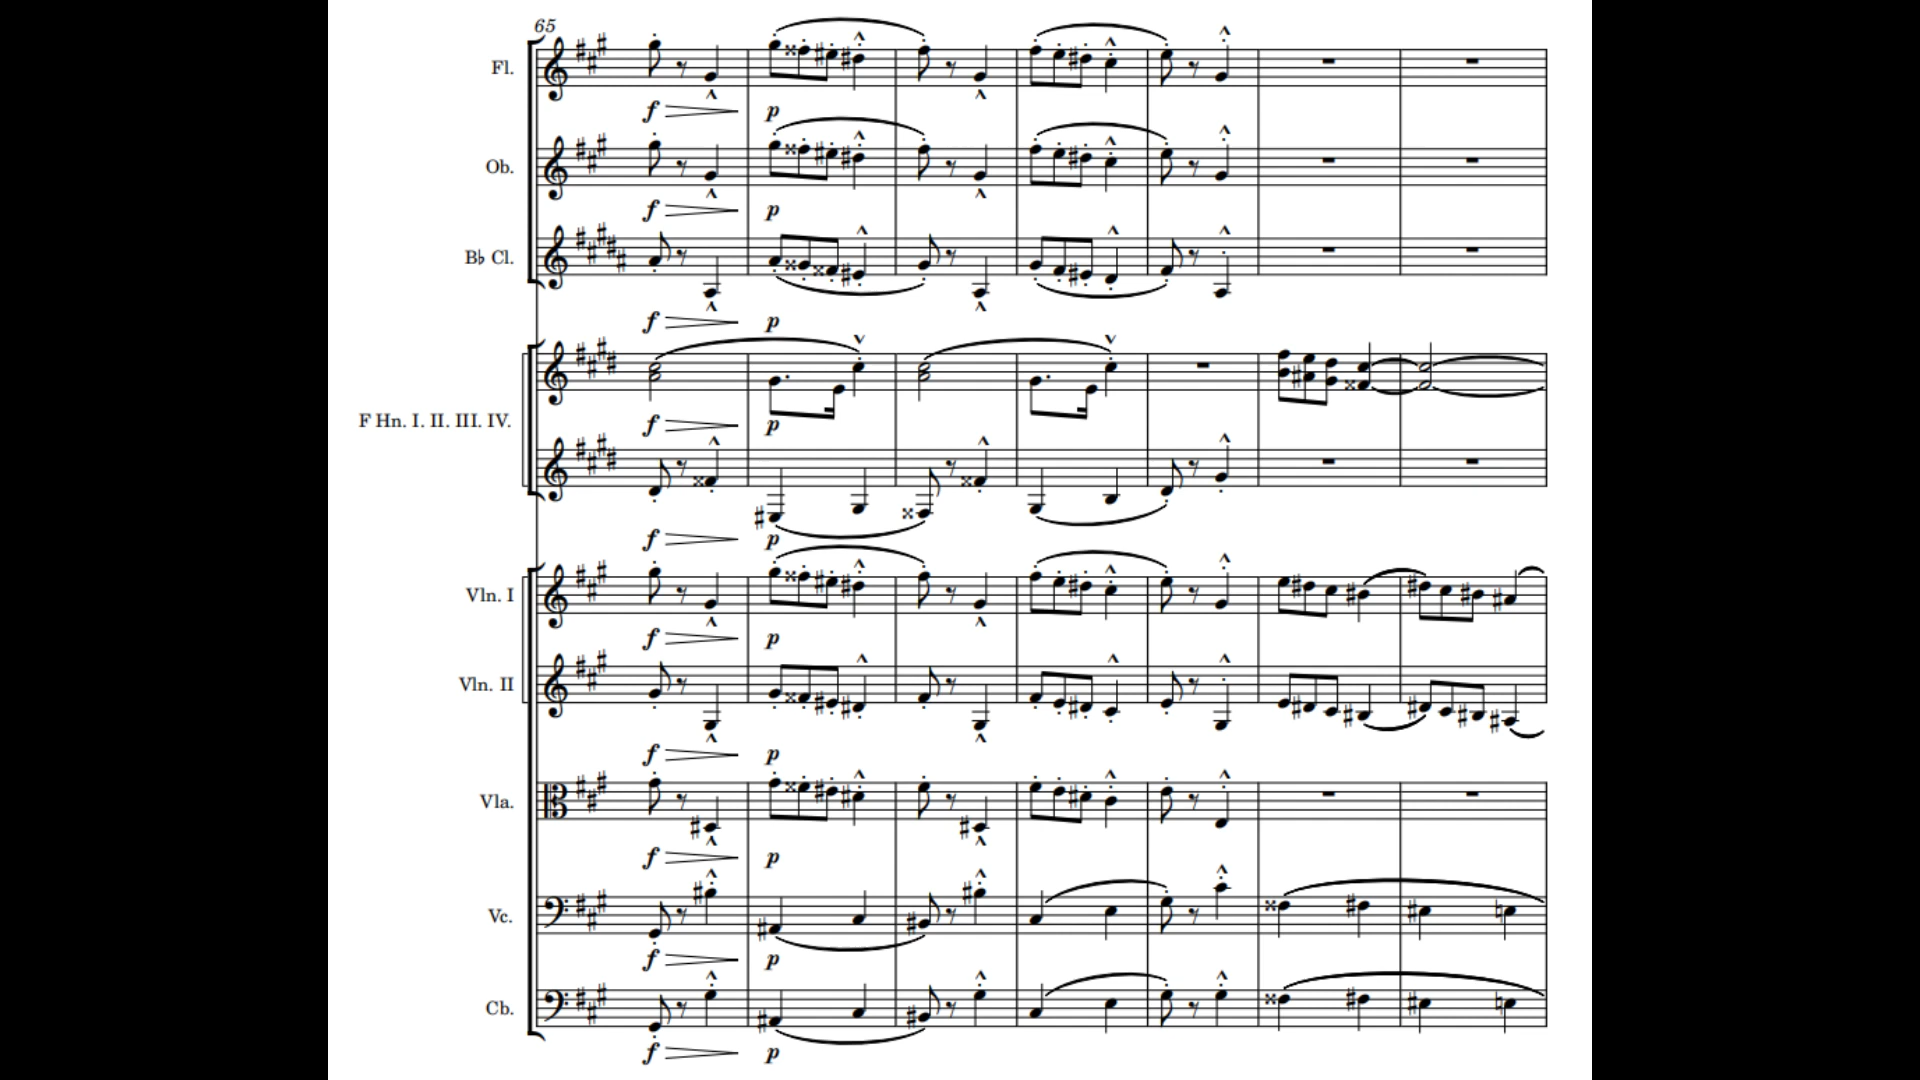 65
Fl.
f p
Ob.
f p
B♭ Cl.
f p
F Hn. I. II. III. IV.
f p
f p
Vln. I
f p
Vln. II
f p
Vla.
f p
Vc.
f p
Cb.
f p